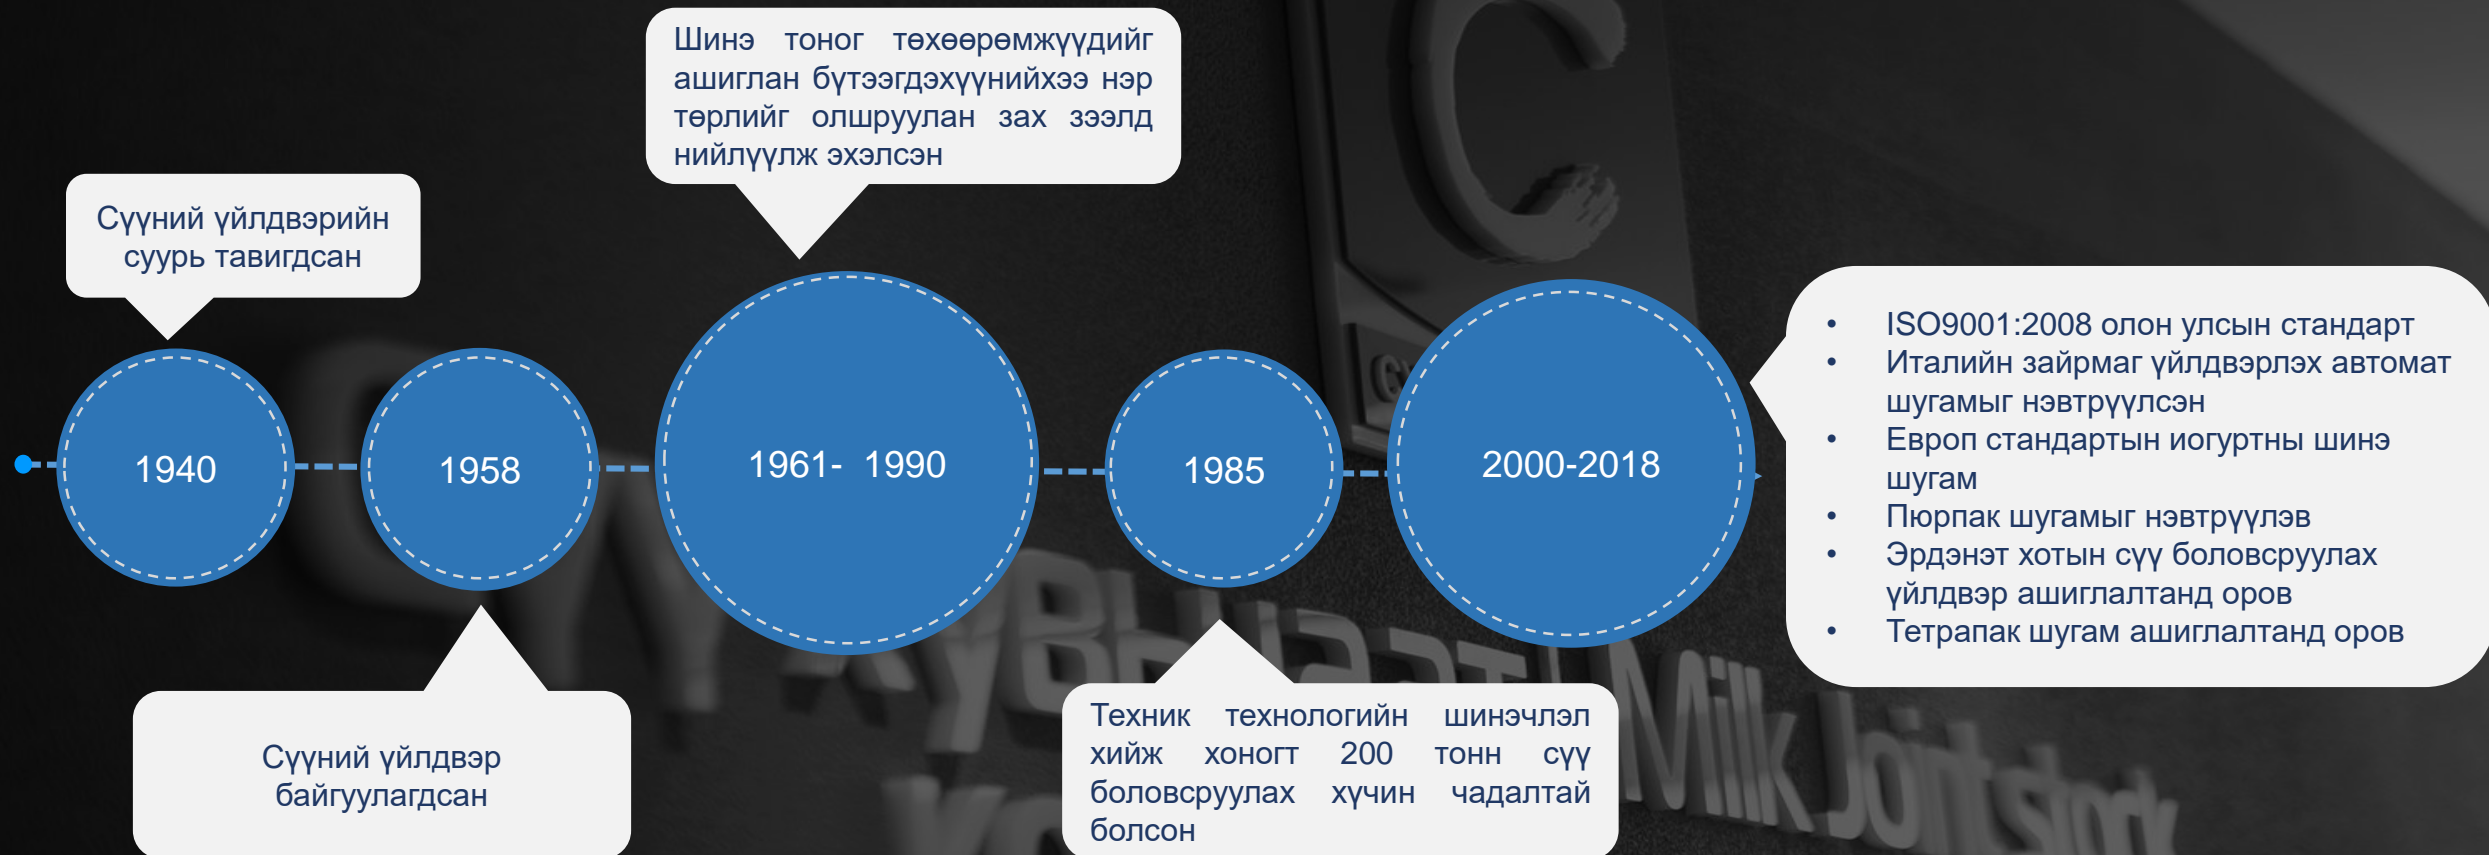 Шинэ тоног төхөөрөмжүүдийг
ашиглан бүтээгдэхүүнийхээ нэр
төрлийг олшруулан зах зээлд
нийлүүлж эхэлсэн
Сүүний үйлдвэрийн
суурь тавигдсан
1940
1958
1961- 1990
1985
2000-2018
• ISO9001:2008 олон улсын стандарт
• Италийн зайрмаг үйлдвэрлэх автомат
шугамыг нэвтрүүлсэн
• Европ стандартын иогуртны шинэ
шугам
• Пюрпак шугамыг нэвтрүүлэв
• Эрдэнэт хотын сүү боловсруулах
үйлдвэр ашиглалтанд оров
• Тетрапак шугам ашиглалтанд оров
Сүүний үйлдвэр
байгуулагдсан
Техник технологийн шинэчлэл
хийж хоногт 200 тонн сүү
боловсруулах хүчин чадалтай
болсон
Milk Joint stock